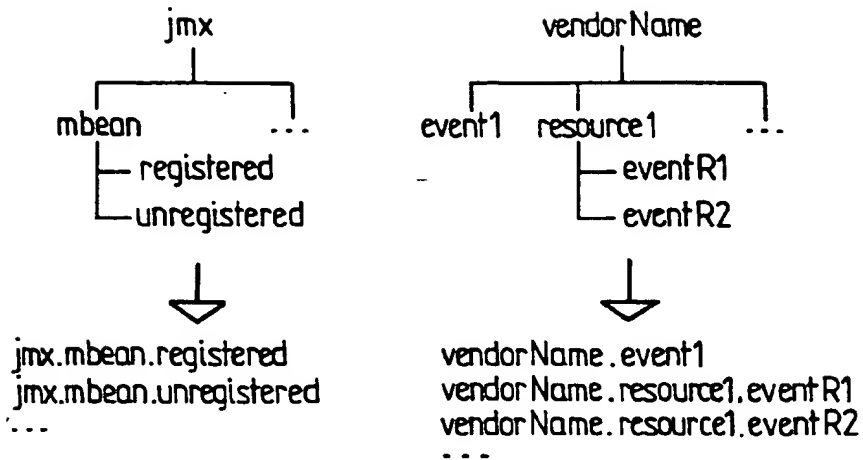 jmx
mbean
...
registered
unregistered
jmx.mbean.registered
jmx.mbean.unregistered
...
vendorName
event1 resource1 ...
eventR1
eventR2
vendorName.event1
vendorName.resource1.eventR1
vendorName.resource1.eventR2
...